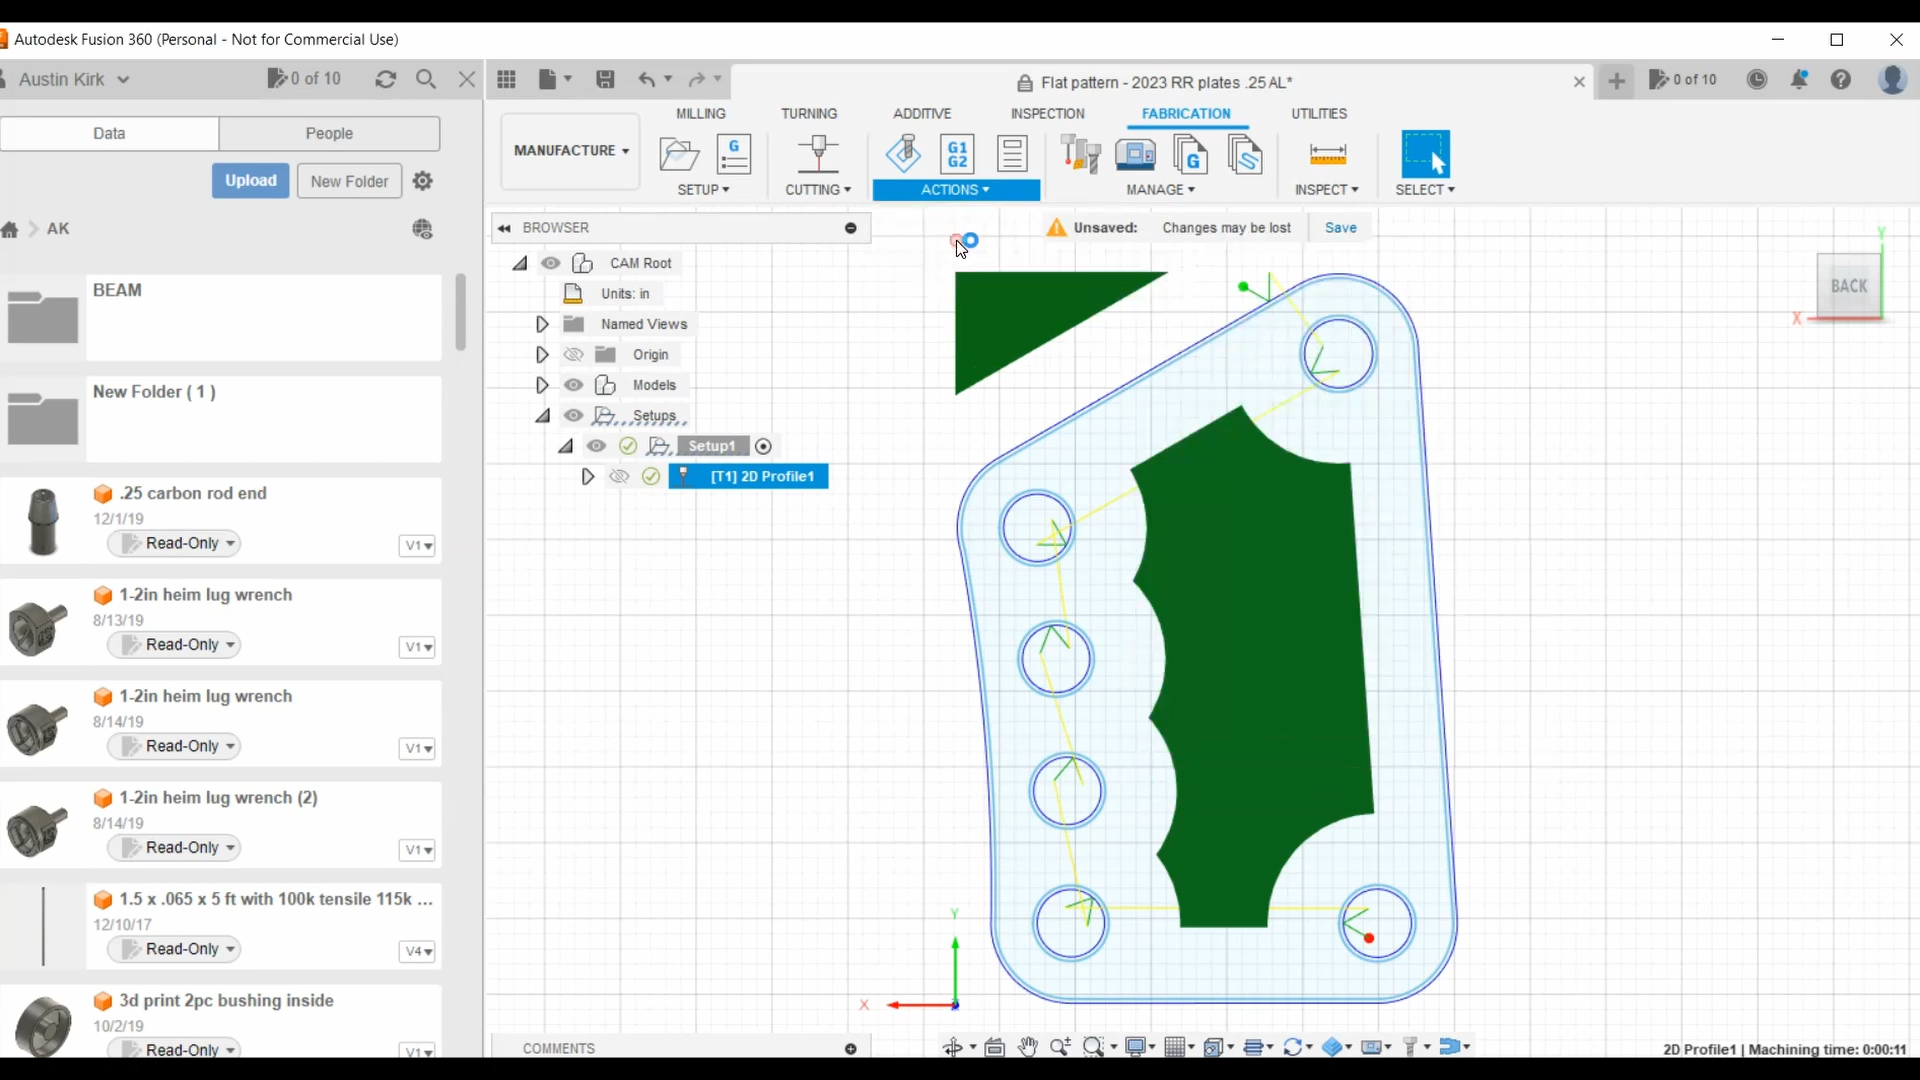 Autodesk Fusion 360 (Personal - Not for Commercial Use)
Austin Kirk
0 of 10
Flat pattern - 2023 RR plates .25 AL*
0 of 10
Data
People
Upload
New Folder
AK
BEAM
New Folder ( 1 )
.25 carbon rod end
12/1/19
Read-Only
V1
1-2in heim lug wrench
8/13/19
Read-Only
V1
1-2in heim lug wrench
8/14/19
Read-Only
V1
1-2in heim lug wrench (2)
8/14/19
Read-Only
V1
1.5 x .065 x 5 ft with 100k tensile 115k ...
12/10/17
Read-Only
V4
3d print 2pc bushing inside
10/2/19
Read-Only
V1
MILLING
TURNING
ADDITIVE
INSPECTION
FABRICATION
UTILITIES
MANUFACTURE
G
G1
G2
G
SETUP
CUTTING
ACTIONS
MANAGE
INSPECT
SELECT
BROWSER
Unsaved: Changes may be lost
Save
CAM Root
Units: in
Named Views
Origin
Models
Setups
Setup1
[T1] 2D Profile1
Y
BACK
X
Y
X
COMMENTS
2D Profile1 | Machining time: 0:00:11